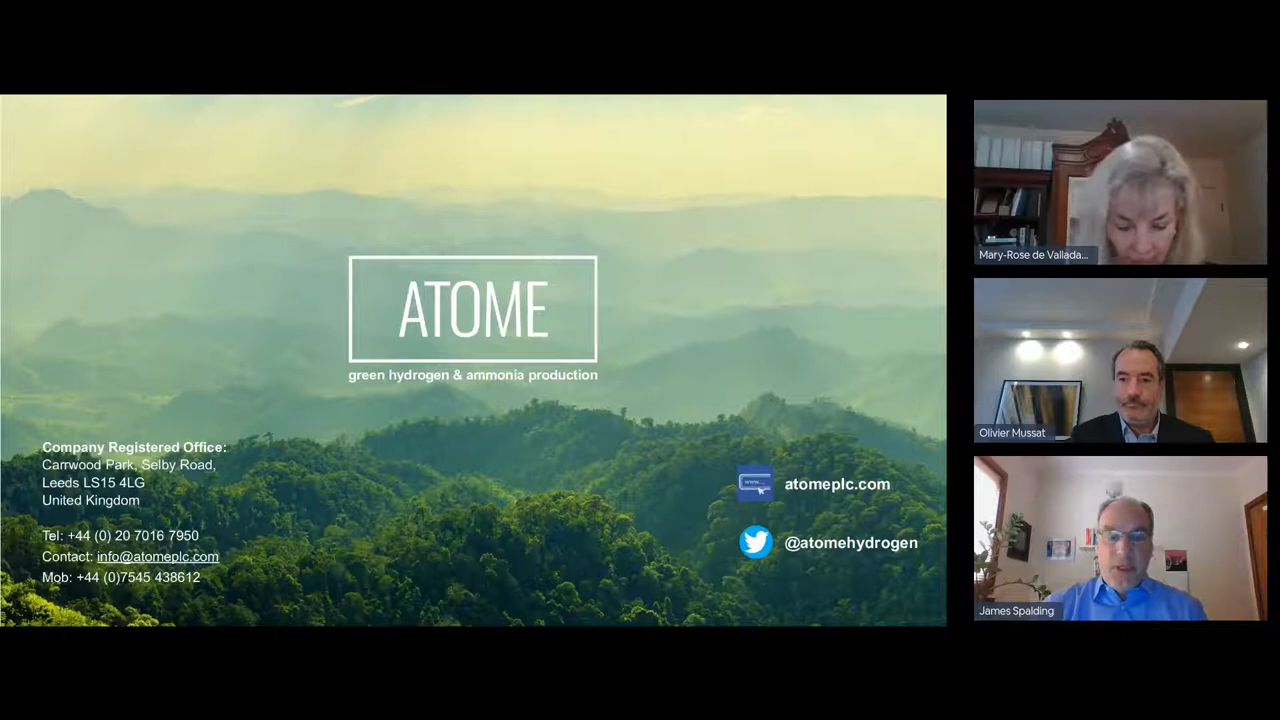 ATOME
green hydrogen & ammonia production
Company Registered Office:
Carrwood Park, Selby Road,
Leeds LS15 4LG
United Kingdom
Tel: +44 (0) 20 7016 7950
Contact: info@atomeplc.com
Mob: +44 (0)7545 438612
www...
atomeplc.com
@atomehydrogen
Mary-Rose de Vallada...
Olivier Mussat
James Spalding